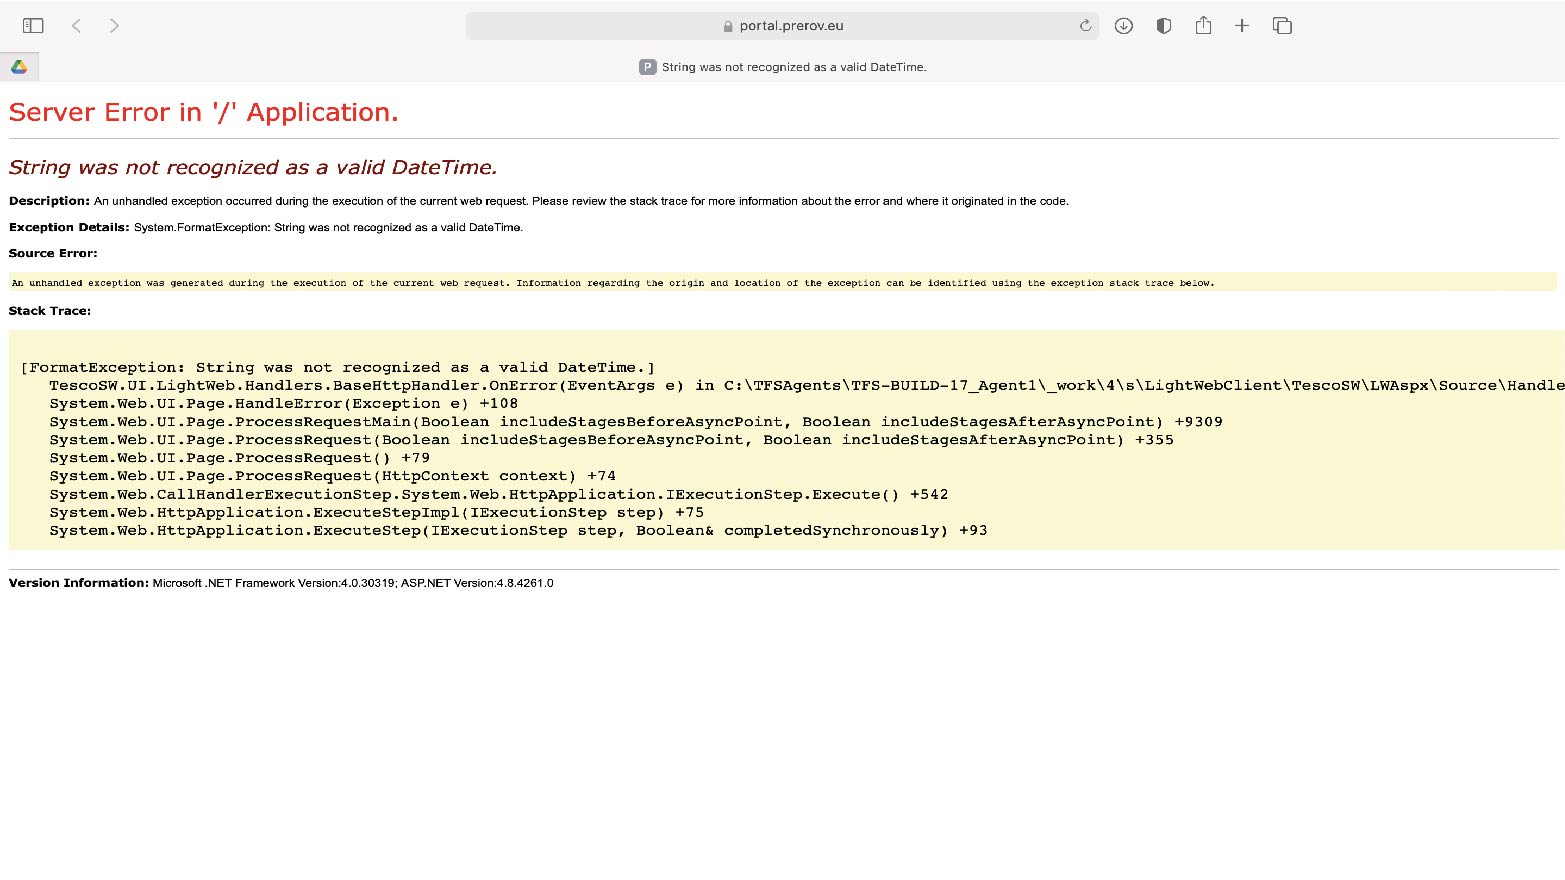 portal.prerov.eu
P String was not recognized as a valid DateTime.
Server Error in '/' Application.
String was not recognized as a valid DateTime.
Description: An unhandled exception occurred during the execution of the current web request. Please review the stack trace for more information about the error and where it originated in the code.
Exception Details: System.FormatException: String was not recognized as a valid DateTime.
Source Error:
An unhandled exception was generated during the execution of the current web request. Information regarding the origin and location of the exception can be identified using the exception stack trace below.
Stack Trace:
[FormatException: String was not recognized as a valid DateTime.]
TescoSW.UI.LightWeb.Handlers.BaseHttpHandler.OnError(EventArgs e) in C:\TFSAgents\TFS-BUILD-17_Agent1\_work\4\s\LightWebClient\TescoSW\LWAspx\Source\Handle
System.Web.UI.Page.HandleError(Exception e) +108
System.Web.UI.Page.ProcessRequestMain(Boolean includeStagesBeforeAsyncPoint, Boolean includeStagesAfterAsyncPoint) +9309
System.Web.UI.Page.ProcessRequest(Boolean includeStagesBeforeAsyncPoint, Boolean includeStagesAfterAsyncPoint) +355
System.Web.UI.Page.ProcessRequest() +79
System.Web.UI.Page.ProcessRequest(HttpContext context) +74
System.Web.CallHandlerExecutionStep.System.Web.HttpApplication.IExecutionStep.Execute() +542
System.Web.HttpApplication.ExecuteStepImpl(IExecutionStep step) +75
System.Web.HttpApplication.ExecuteStep(IExecutionStep step, Boolean& completedSynchronously) +93
Version Information: Microsoft .NET Framework Version:4.0.30319; ASP.NET Version:4.8.4261.0